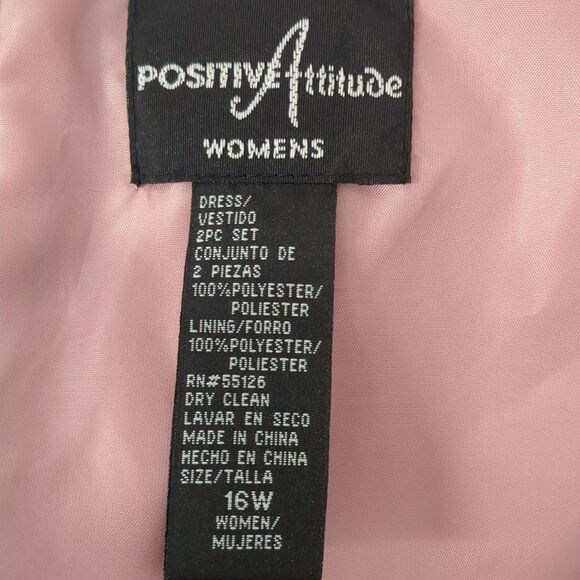 POSITIVE Attitude
WOMENS
DRESS/
VESTIDO
2PC SET
CONJUNTO DE
2 PIEZAS
100%POLYESTER/
POLIESTER
LINING/FORRO
100%POLYESTER/
POLIESTER
RN#55126
DRY CLEAN
LAVAR EN SECO
MADE IN CHINA
HECHO EN CHINA
SIZE/TALLA
16W
WOMEN/
MUJERES